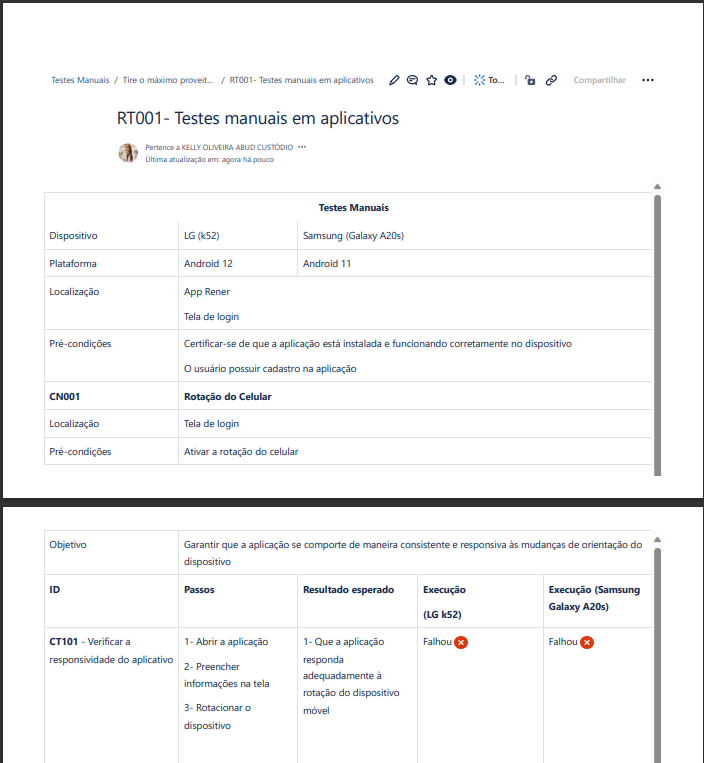 Testes Manuais / Tire o máximo proveit... / RT001- Testes manuais em aplicativos To... Compartilhar
RT001- Testes manuais em aplicativos
Pertence a KELLY OLIVEIRA ABUD CUSTÓDIO
Última atualização em: agora há pouco
Testes Manuais
Dispositivo LG (k52) Samsung (Galaxy A20s)
Plataforma Android 12 Android 11
Localização App Rener
Tela de login
Pré-condições Certificar-se de que a aplicação está instalada e funcionando corretamente no dispositivo
O usuário possuir cadastro na aplicação
CN001 Rotação do Celular
Localização Tela de login
Pré-condições Ativar a rotação do celular
Objetivo Garantir que a aplicação se comporte de maneira consistente e responsiva às mudanças de orientação do
dispositivo
ID Passos Resultado esperado Execução
(LG k52)
Execução (Samsung
Galaxy A20s)
CT101 - Verificar a
responsividade do aplicativo
1- Abrir a aplicação
2- Preencher
informações na tela
3- Rotacionar o
dispositivo
1- Que a aplicação
responda
adequadamente à
rotação do dispositivo
móvel
Falhou
Falhou